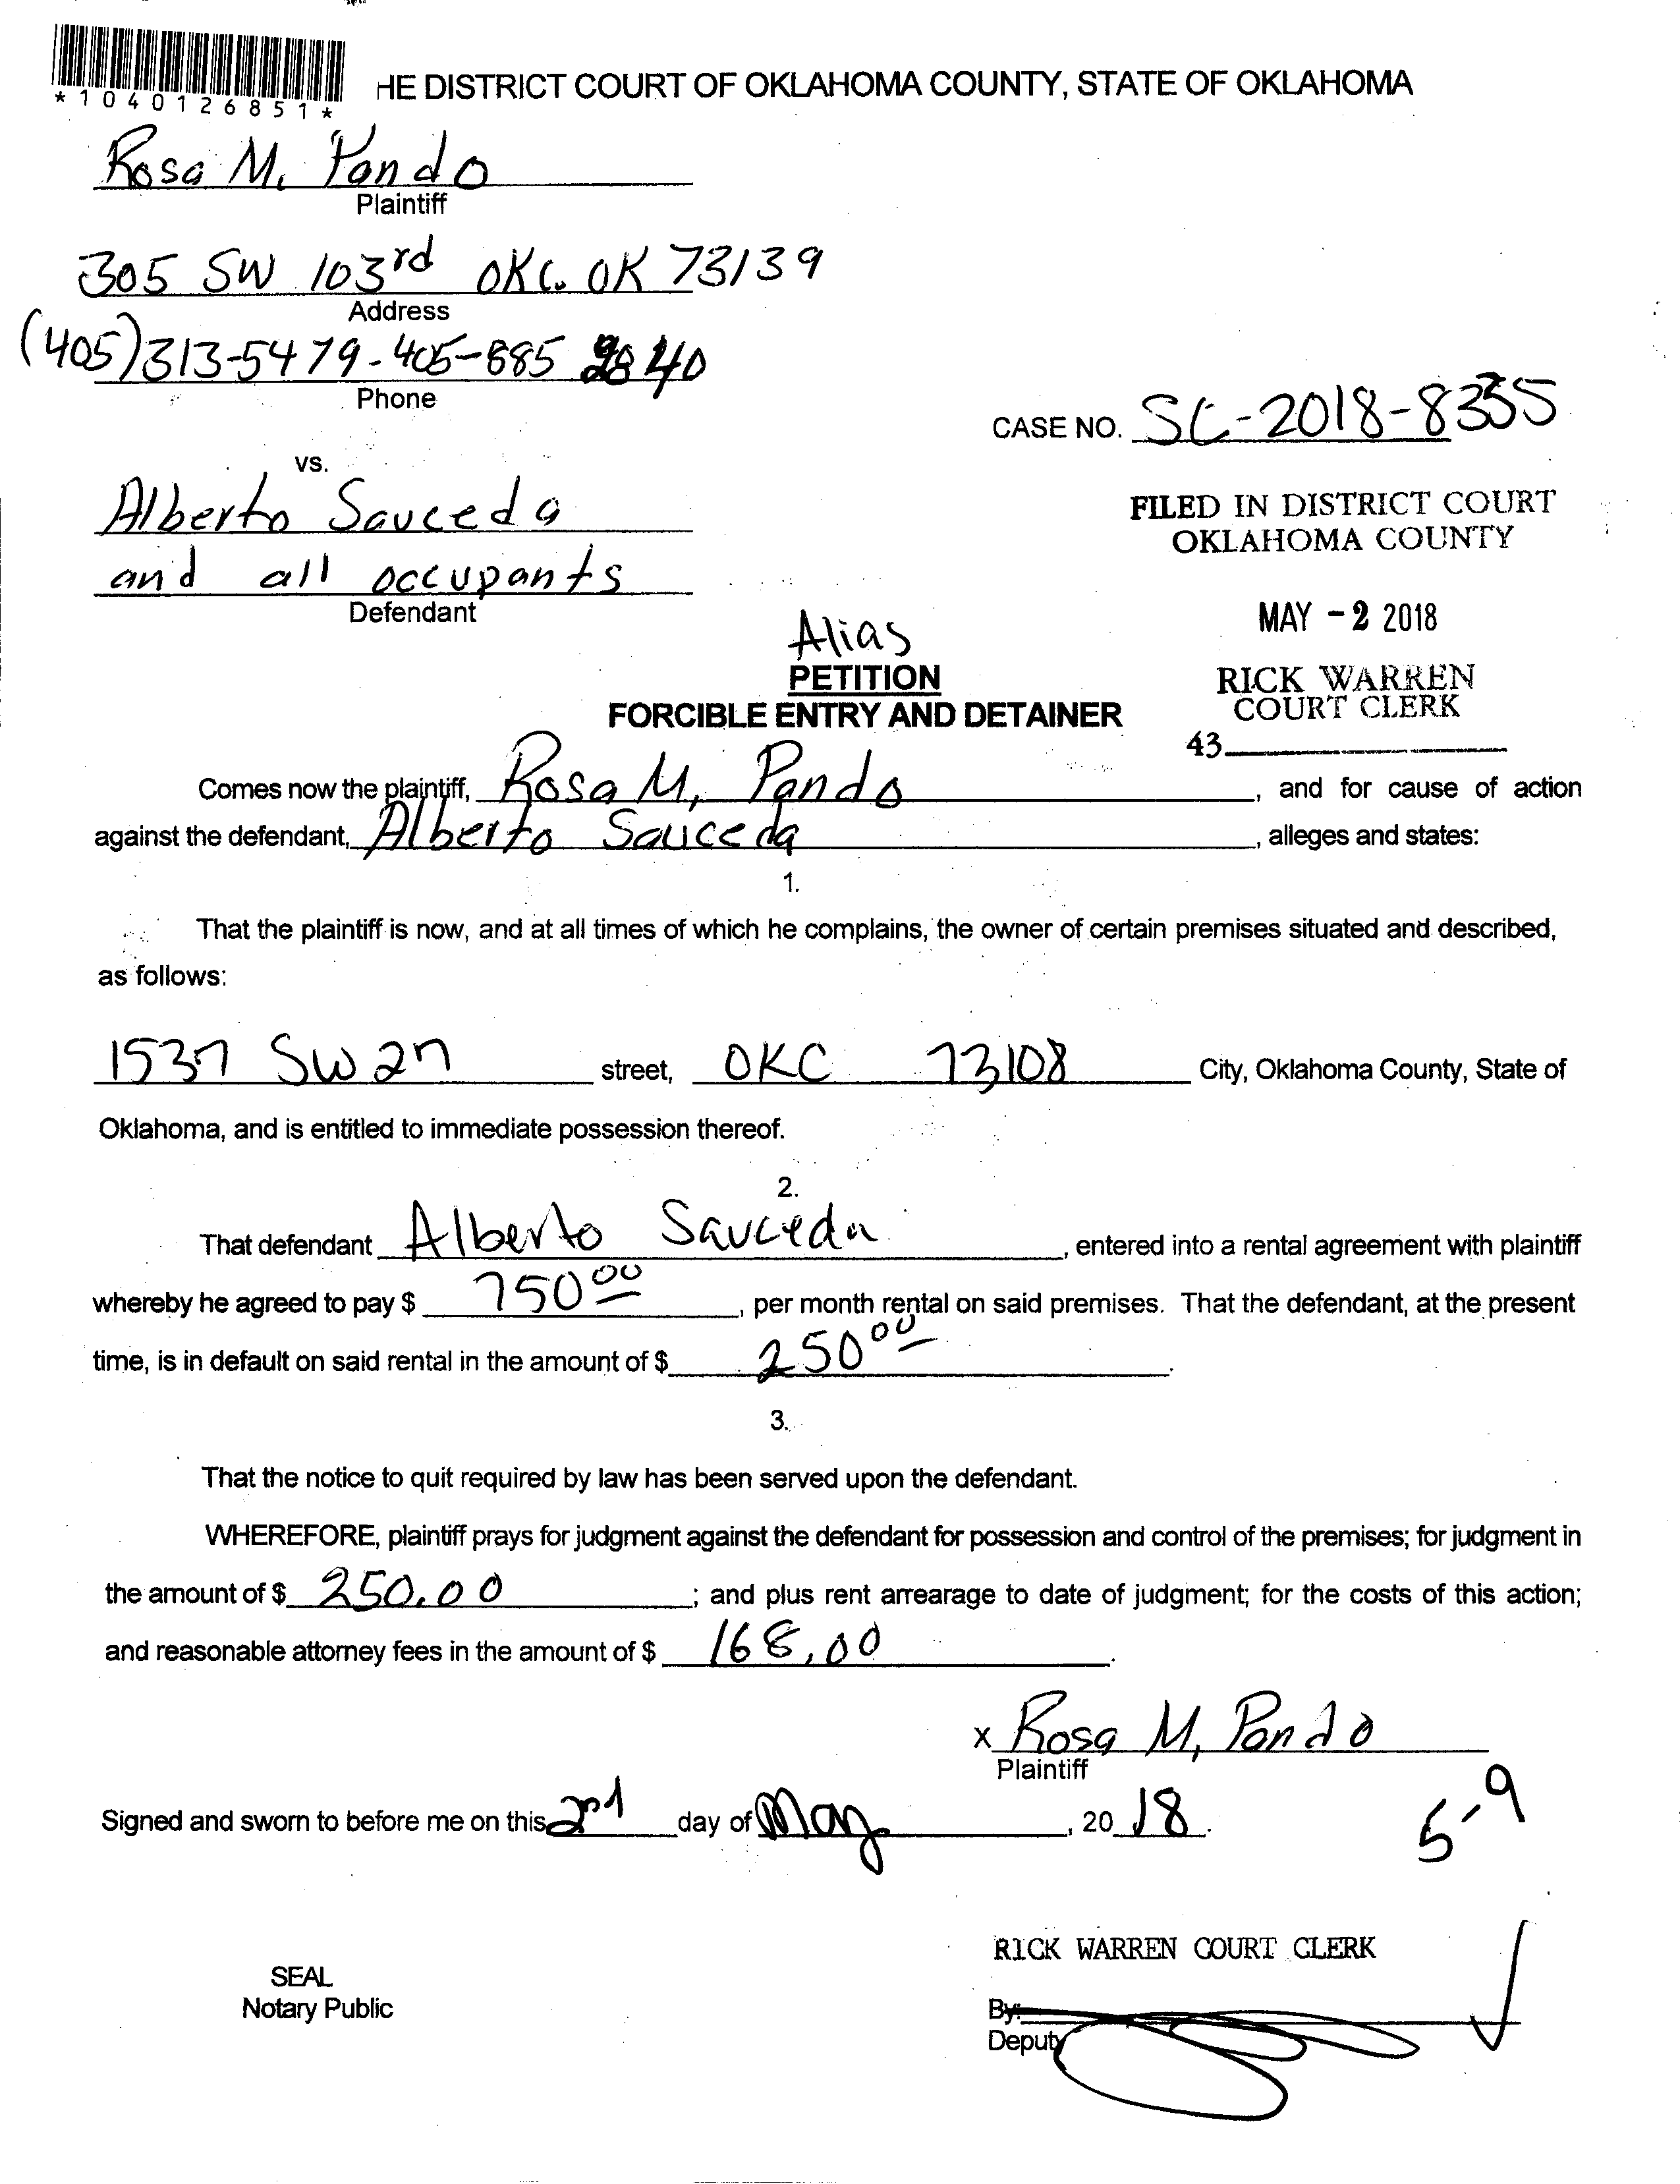 *1040126851*
HE DISTRICT COURT OF OKLAHOMA COUNTY, STATE OF OKLAHOMA
Rosa M. Pando
Plaintiff
305 SW 103rd OKC. OK 73139
Address
(405)313-5479-405-885 2840
Phone
CASE NO. SC-2018-8335
vs.
Alberto Sauceda
and all occupants
Defendant
FILED IN DISTRICT COURT
OKLAHOMA COUNTY
MAY - 2 2018
RICK WARREN
COURT CLERK
43
Alias
PETITION
FORCIBLE ENTRY AND DETAINER
Comes now the plaintiff, Rosa M. Pando, and for cause of action
against the defendant, Alberto Sauceda, alleges and states:
1.
That the plaintiff is now, and at all times of which he complains, the owner of certain premises situated and described,
as follows:
1537 SW 27 street, OKC 73108 City, Oklahoma County, State of
Oklahoma, and is entitled to immediate possession thereof.
2.
That defendant Alberto Sauceda, entered into a rental agreement with plaintiff
whereby he agreed to pay $ 750 00, per month rental on said premises. That the defendant, at the present
time, is in default on said rental in the amount of $ 250 00.
3.
That the notice to quit required by law has been served upon the defendant.
WHEREFORE, plaintiff prays for judgment against the defendant for possession and control of the premises; for judgment in
the amount of $ 250.00; and plus rent arrearage to date of judgment; for the costs of this action;
and reasonable attorney fees in the amount of $ 168.00.
X Rosa M. Pando
Plaintiff
Signed and sworn to before me on this 2nd day of May, 20 18.
5-9
RICK WARREN COURT CLERK
SEAL
Notary Public
By:
Deputy